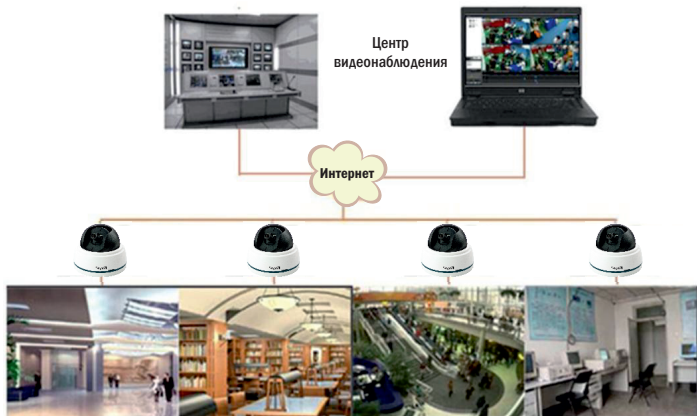 Центр
видеонаблюдения
Интернет